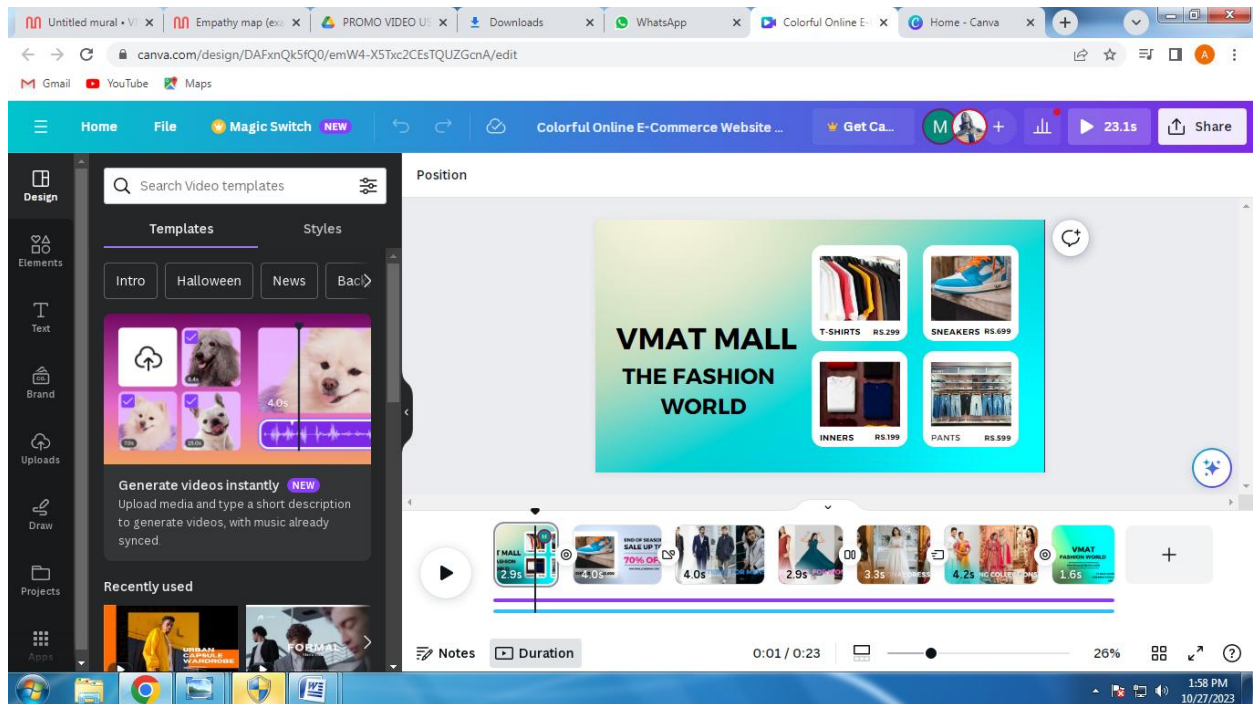 Untitled mural • V
Empathy map (exa
PROMO VIDEO U
Downloads
WhatsApp
Colorful Online E-
Home - Canva
canva.com/design/DAFxnQk5fQ0/emW4-X5Txc2CEsTQUZGcnA/edit
A
Gmail
YouTube
Maps
Home
File
Magic Switch
NEW
Colorful Online E-Commerce Website ...
Get Ca...
M
23.1s
Share
Design
Elements
Text
Brand
Uploads
Draw
Projects
Apps
Search Video templates
Templates
Styles
Intro
Halloween
News
Bac
4.0s
Generate videos instantly NEW
Upload media and type a short description
to generate videos, with music already
synced.
Recently used
URBAN
CAPSULE
WARDROBE
FORMAL
Position
VMAT MALL
THE FASHION
WORLD
T-SHIRTS RS.299
SNEAKERS RS.699
INNERS RS.199
PANTS RS.599
T MALL
2.9s
END OF SEASON
SALE UP T
70% OF
4.0s
4.0s
2.9s
3.3s
4.2s
VMAT
FASHION WORLD
1.6s
Notes
Duration
0:01 / 0:23
26%
1:58 PM
10/27/2023